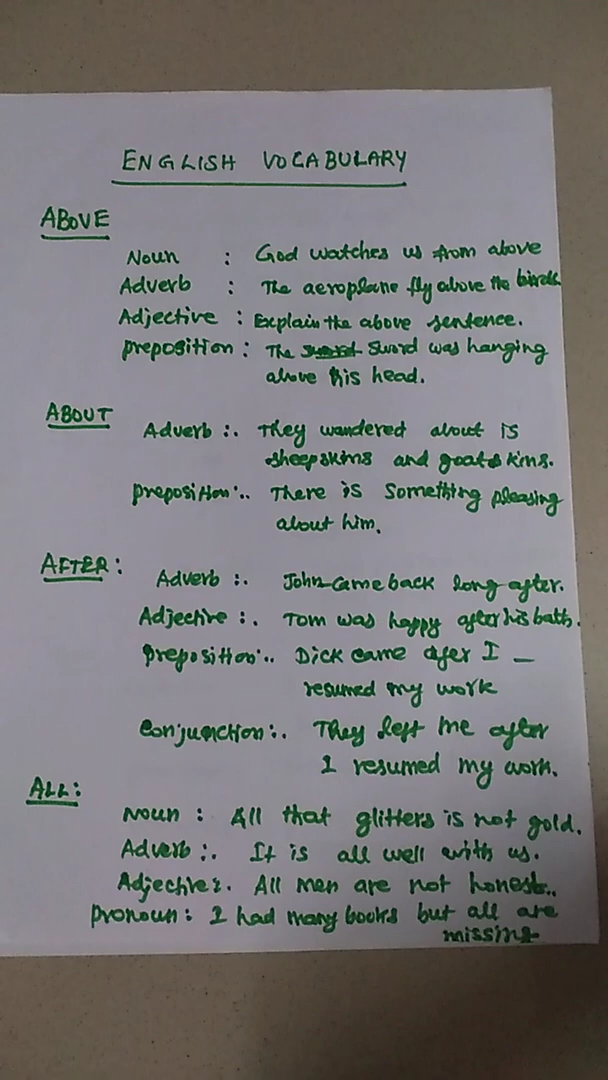 ENGLISH VOCABULARY
ABOVE
Noun : God watches us from above
Adverb : The aeroplane fly above the birds.
Adjective : Explain the above sentence.
preposition : The Sword was hanging
above his head.
ABOUT
Adverb :. They wandered about is
sheepskins and goatskins.
preposition :. There is something pleasing
about him.
AFTER :
Adverb :. John came back long after.
Adjective :. Tom was happy after his bath.
preposition :. Dick came after I —
resumed my work
conjunction :. They left me after
I resumed my work.
ALL :
Noun : All that glitters is not gold.
Adverb :. It is all well with us.
Adjective :. All men are not honest..
pronoun : I had many books but all are
missing